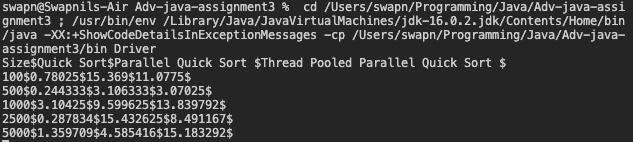 swapn@Swapnils-Air Adv-java-assignment3 %  cd /Users/swapn/Programming/Java/Adv-java-assi
gnment3 ; /usr/bin/env /Library/Java/JavaVirtualMachines/jdk-16.0.2.jdk/Contents/Home/bin
/java -XX:+ShowCodeDetailsInExceptionMessages -cp /Users/swapn/Programming/Java/Adv-java-
assignment3/bin Driver
Size$Quick Sort$Parallel Quick Sort $Thread Pooled Parallel Quick Sort $
100$0.78025$15.369$11.0775$
500$0.244333$3.106333$3.07025$
1000$3.10425$9.599625$13.839792$
2500$0.287834$15.432625$8.491167$
5000$1.359709$4.585416$15.183292$